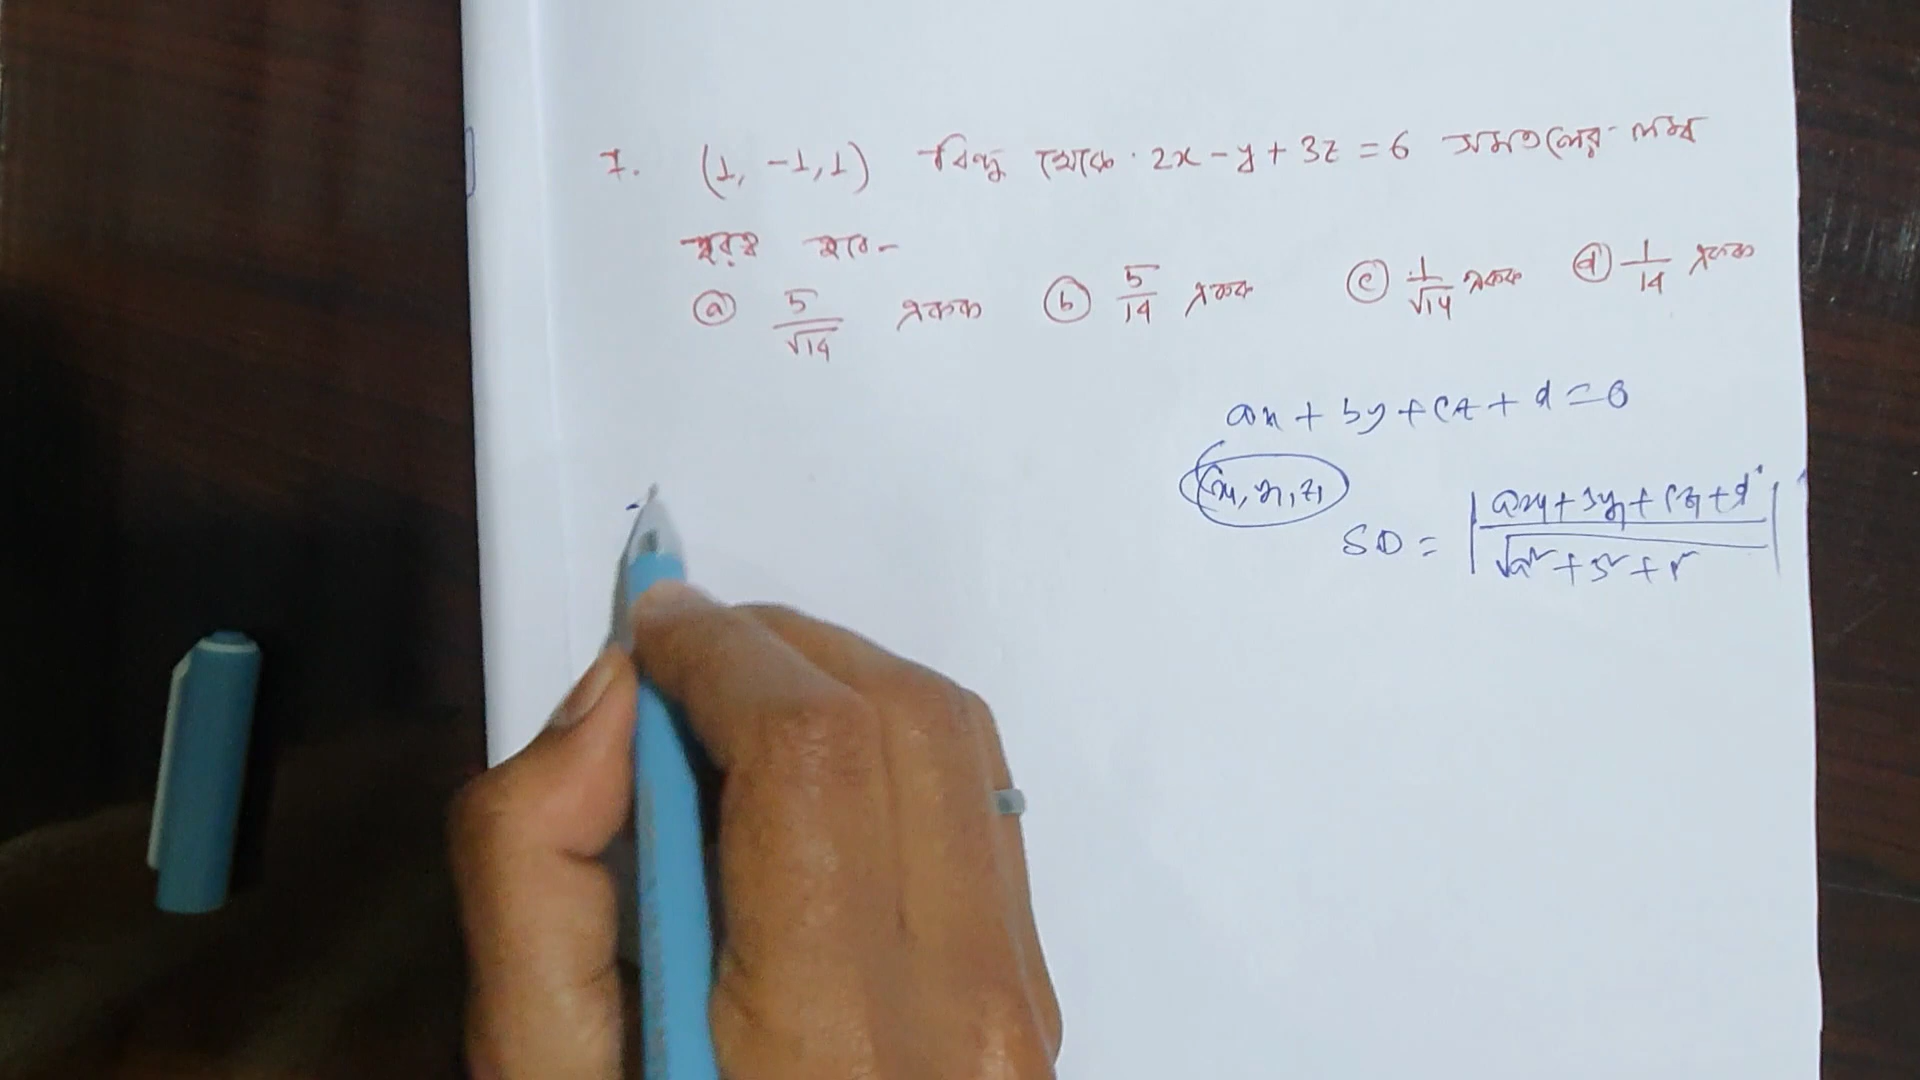 7. (1, -1, 1) বিন্দু থেকে 2x - y + 3z = 6 সমতলের লম্ব
দূরত্ব হবে -
ⓐ 5/√14 একক ⓑ 5/14 একক ⓒ 1/√14 একক ⓓ 1/14 একক
ax + by + cz + d = 0
(x₁, y₁, z₁)
SD = |(ax₁ + by₁ + cz₁ + d)/√(a² + b² + c²)|